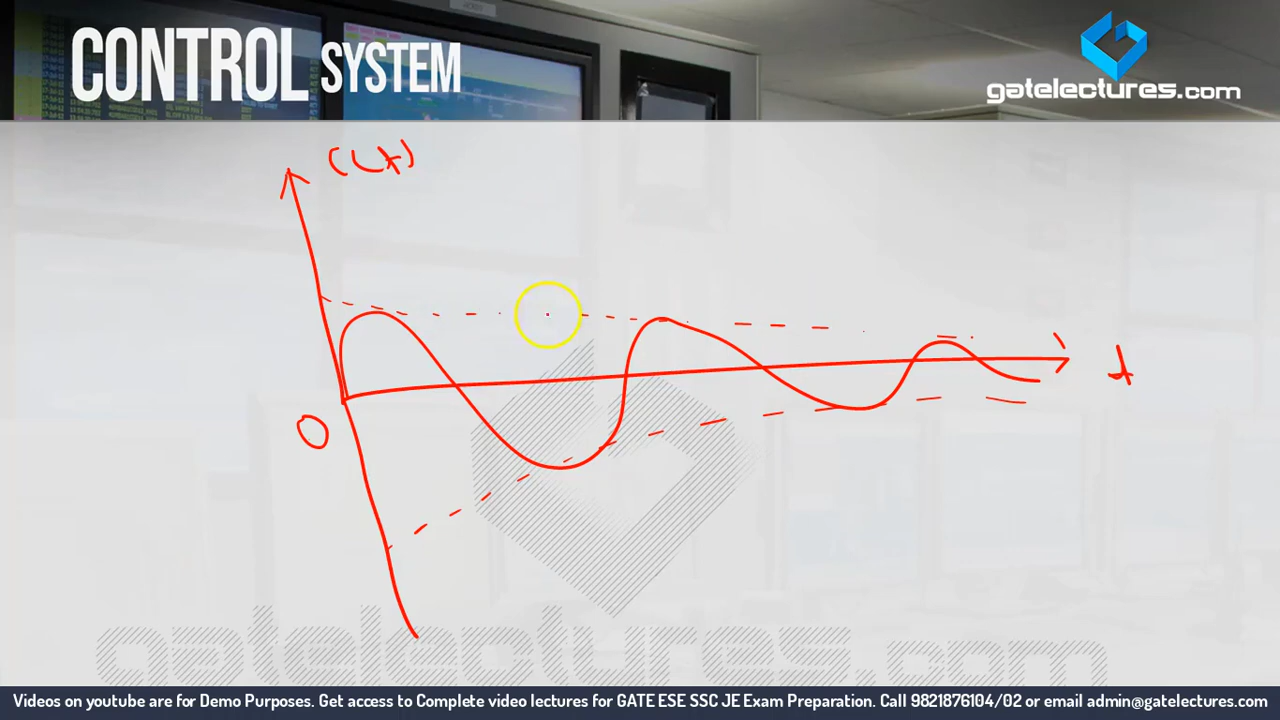 CONTROL SYSTEM
gatelectures.com
C(t)
0
t
gatelectures.com
Videos on youtube are for Demo Purposes. Get access to Complete video lectures for GATE ESE SSC JE Exam Preparation. Call 9821876104/02 or email admin@gatelectures.com